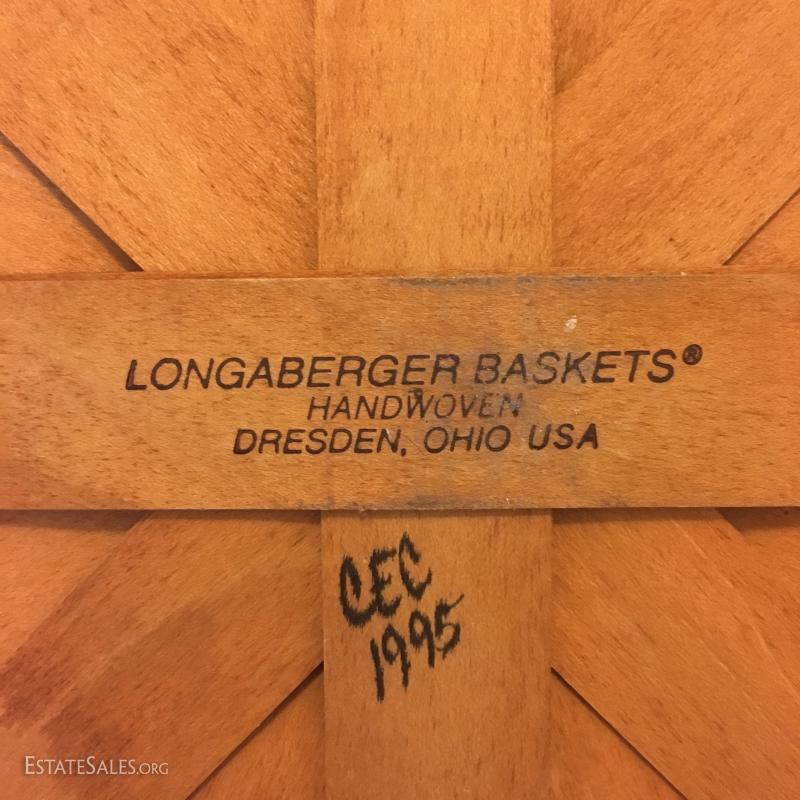 LONGABERGER BASKETS®
HANDWOVEN
DRESDEN, OHIO USA
CEC
1995
ESTATESALES.ORG